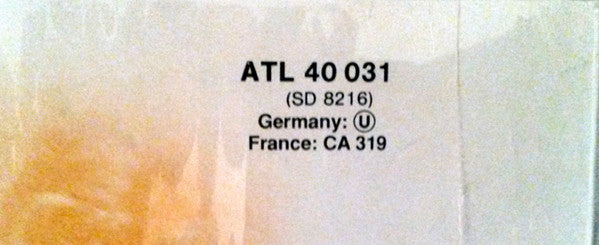 ATL 40 031
(SD 8216)
Germany: Ⓤ
France: CA 319